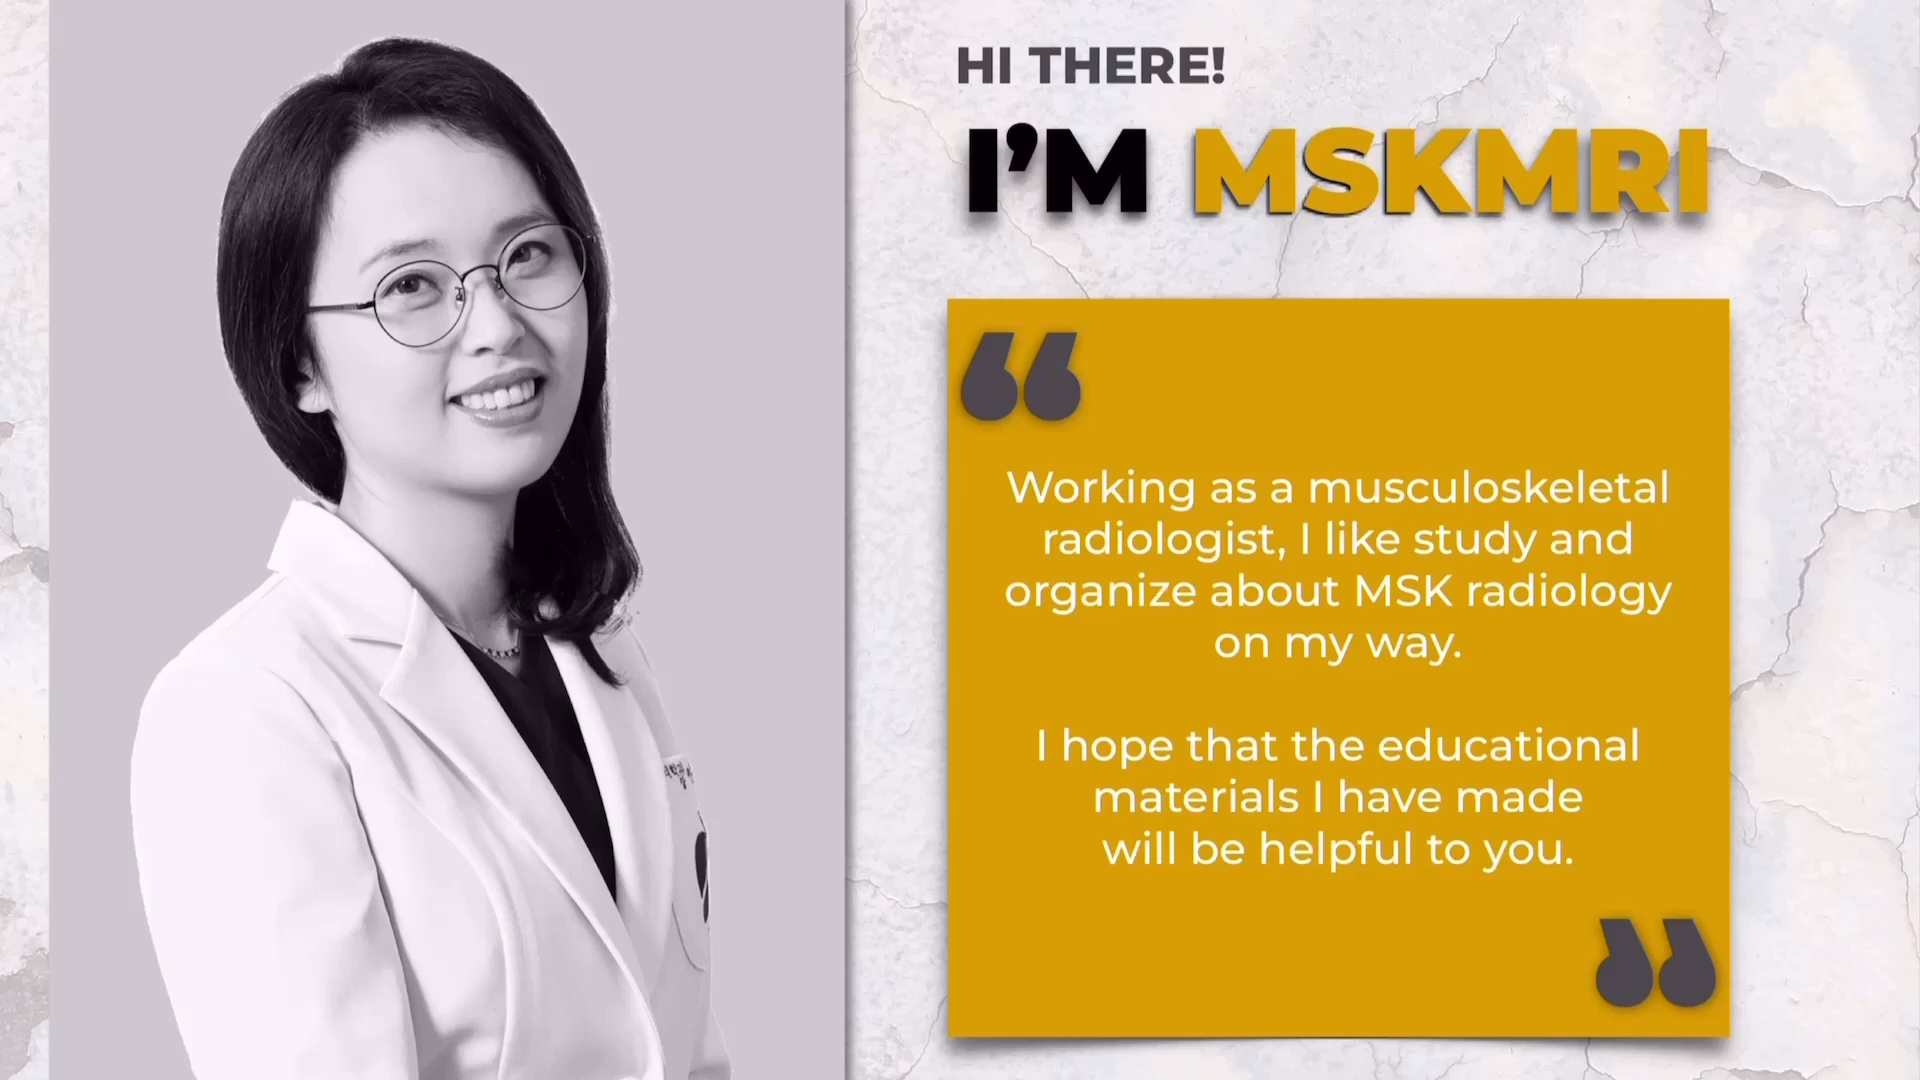 HI THERE!
I’M MSKMRI
“
Working as a musculoskeletal
radiologist, I like study and
organize about MSK radiology
on my way.
I hope that the educational
materials I have made
will be helpful to you.
”